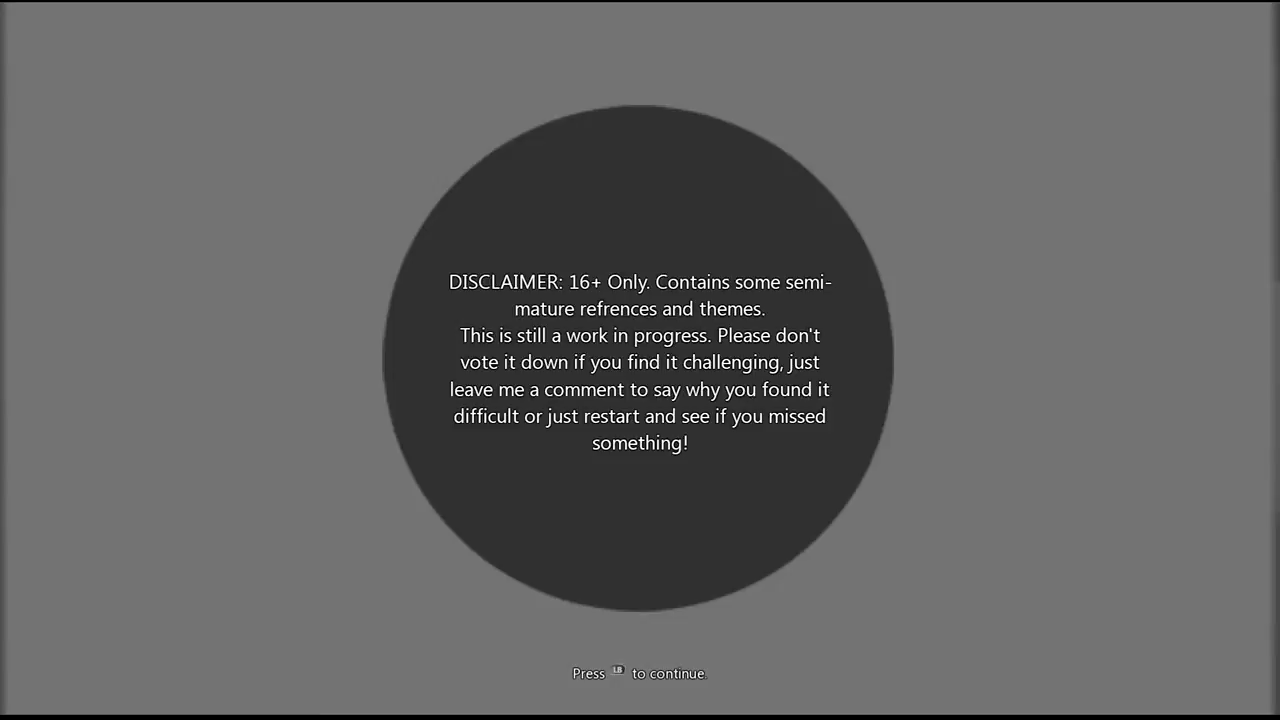 DISCLAIMER: 16+ Only. Contains some semi-
mature refrences and themes.
This is still a work in progress. Please don't
vote it down if you find it challenging, just
leave me a comment to say why you found it
difficult or just restart and see if you missed
something!
Press LB to continue.